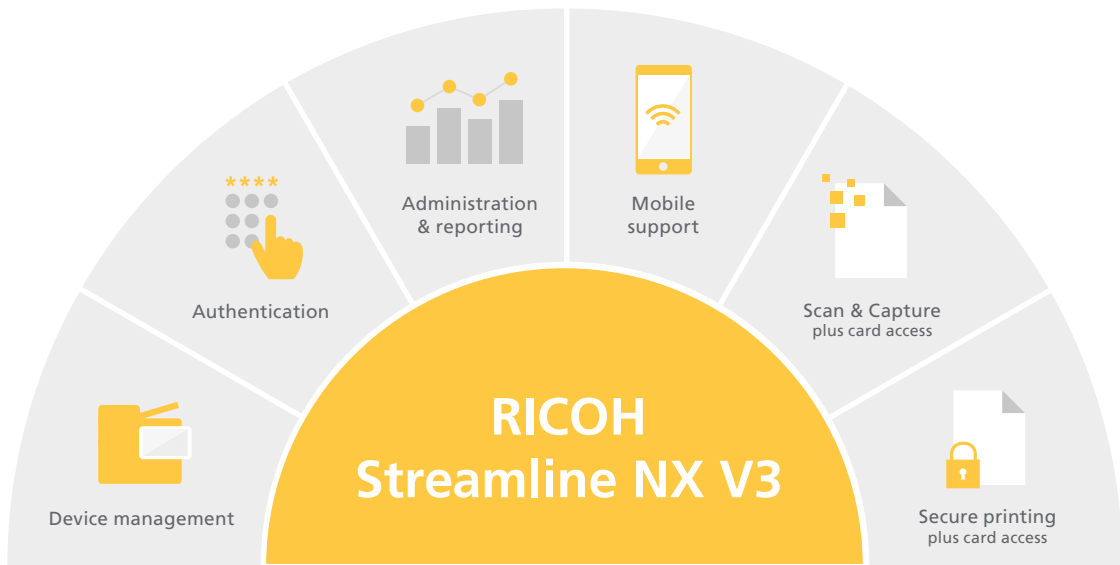 Device management
****
Authentication
Administration
& reporting
Mobile
support
Scan & Capture
plus card access
Secure printing
plus card access
RICOH
Streamline NX V3